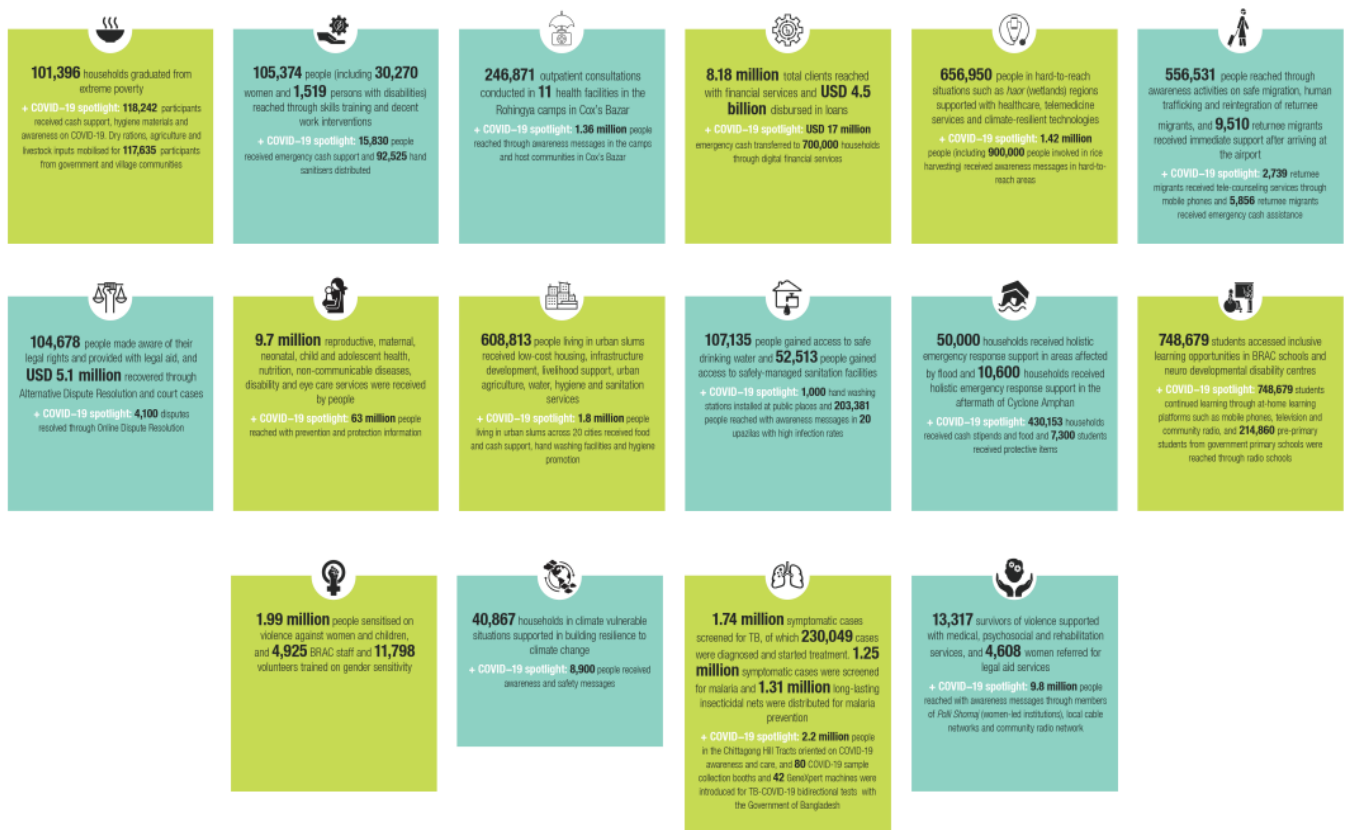 101,396 households graduated from
extreme poverty
+ COVID–19 spotlight: 118,242 participants
received cash support, hygiene materials and
awareness on COVID-19. Dry rations, agriculture and
livestock inputs mobilised for 117,635 participants
from government and village communities
105,374 people (including 30,270
women and 1,519 persons with disabilities)
reached through skills training and decent
work interventions
+ COVID–19 spotlight: 15,830 people
received emergency cash support and 92,525 hand
sanitisers distributed
246,871 outpatient consultations
conducted in 11 health facilities in the
Rohingya camps in Cox's Bazar
+ COVID–19 spotlight: 1.36 million people
reached through awareness messages in the camps
and host communities in Cox's Bazar
8.18 million total clients reached
with financial services and USD 4.5
billion disbursed in loans
+ COVID–19 spotlight: USD 17 million
emergency cash transferred to 700,000 households
through digital financial services
656,950 people in hard-to-reach
situations such as haor (wetlands) regions
supported with healthcare, telemedicine
services and climate-resilient technologies
+ COVID–19 spotlight: 1.42 million
people (including 900,000 people involved in rice
harvesting) received awareness messages in hard-to-
reach areas
556,531 people reached through
awareness activities on safe migration, human
trafficking and reintegration of returnee
migrants, and 9,510 returnee migrants
received immediate support after arriving at
the airport
+ COVID–19 spotlight: 2,739 returnee
migrants received tele-counseling services through
mobile phones and 5,856 returnee migrants
received emergency cash assistance
104,678 people made aware of their
legal rights and provided with legal aid, and
USD 5.1 million recovered through
Alternative Dispute Resolution and court cases
+ COVID–19 spotlight: 4,100 disputes
resolved through Online Dispute Resolution
9.7 million reproductive, maternal,
neonatal, child and adolescent health,
nutrition, non-communicable diseases,
disability and eye care services were received
by people
+ COVID–19 spotlight: 63 million people
reached with prevention and protection information
608,813 people living in urban slums
received low-cost housing, infrastructure
development, livelihood support, urban
agriculture, water, hygiene and sanitation
services
+ COVID–19 spotlight: 1.8 million people
living in urban slums across 20 cities received food
and cash support, hand washing facilities and hygiene
promotion
107,135 people gained access to safe
drinking water and 52,513 people gained
access to safely-managed sanitation facilities
+ COVID–19 spotlight: 1,000 hand washing
stations installed at public places and 203,381
people reached with awareness messages in 20
upazilas with high infection rates
50,000 households received holistic
emergency response support in areas affected
by flood and 10,600 households received
holistic emergency response support in the
aftermath of Cyclone Amphan
+ COVID–19 spotlight: 430,153 households
received cash stipends and food and 7,300 students
received protective items
748,679 students accessed inclusive
learning opportunities in BRAC schools and
neuro developmental disability centres
+ COVID–19 spotlight: 748,679 students
continued learning through at-home learning
platforms such as mobile phones, television and
community radio, and 214,860 pre-primary
students from government primary schools were
reached through radio schools
1.99 million people sensitised on
violence against women and children,
and 4,925 BRAC staff and 11,798
volunteers trained on gender sensitivity
40,867 households in climate vulnerable
situations supported in building resilience to
climate change
+ COVID–19 spotlight: 8,900 people received
awareness and safety messages
1.74 million symptomatic cases
screened for TB, of which 230,049 cases
were diagnosed and started treatment. 1.25
million symptomatic cases were screened
for malaria and 1.31 million long-lasting
insecticidal nets were distributed for malaria
prevention
+ COVID–19 spotlight: 2.2 million people
in the Chittagong Hill Tracts oriented on COVID-19
awareness and care, and 80 COVID-19 sample
collection booths and 42 GeneXpert machines were
introduced for TB-COVID-19 bidirectional tests with
the Government of Bangladesh
13,317 survivors of violence supported
with medical, psychosocial and rehabilitation
services, and 4,608 women referred for
legal aid services
+ COVID–19 spotlight: 9.8 million people
reached with awareness messages through members
of Polli Shomaj (women-led institutions), local cable
networks and community radio network